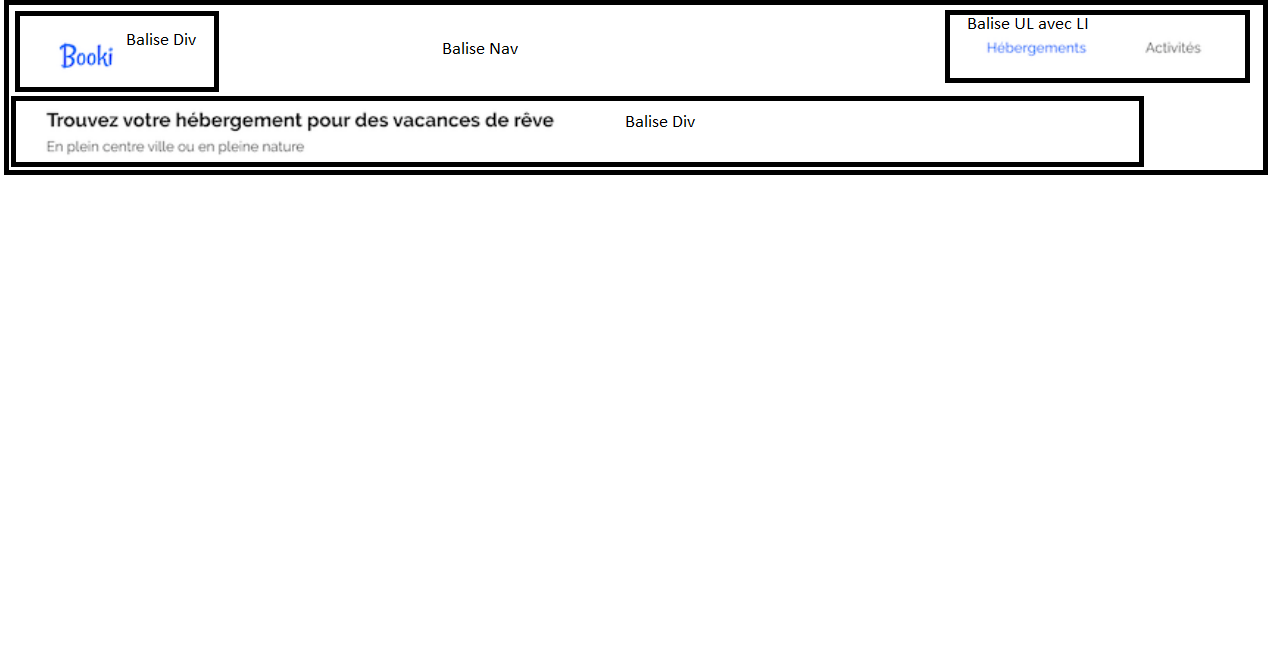 Balise UL avec LI
Booki Balise Div Balise Nav Hébergements Activités
Trouvez votre hébergement pour des vacances de rêve Balise Div
En plein centre ville ou en pleine nature